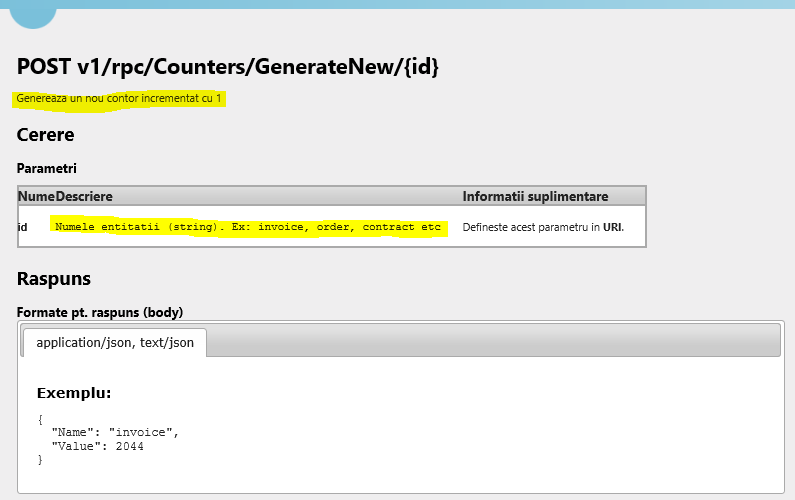 POST v1/rpc/Counters/GenerateNew/{id}
Genereaza un nou contor incrementat cu 1
Cerere
Parametri
Nume Descriere Informatii suplimentare
id Numele entitatii (string). Ex: invoice, order, contract etc Defineste acest parametru in URI.
Raspuns
Formate pt. raspuns (body)
application/json, text/json
Exemplu:
{
  "Name": "invoice",
  "Value": 2044
}